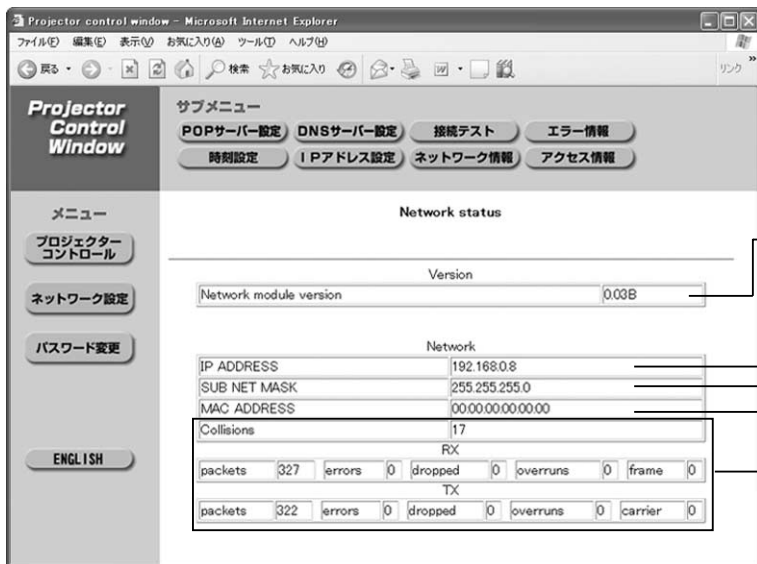 Projector control window - Microsoft Internet Explorer
ファイル(F) 編集(E) 表示(V) お気に入り(A) ツール(T) ヘルプ(H)
戻る 検索 お気に入り W リンク »
Projector
Control
Window
サブメニュー
POPサーバー設定 DNSサーバー設定 接続テスト エラー情報
時刻設定 IPアドレス設定 ネットワーク情報 アクセス情報
メニュー
プロジェクター
コントロール
ネットワーク設定
パスワード変更
ENGLISH
Network status
Version
Network module version 0.03B
Network
IP ADDRESS 192.168.0.8
SUB NET MASK 255.255.255.0
MAC ADDRESS 00:00:00:00:00:00
Collisions 17
RX
packets 327 errors 0 dropped 0 overruns 0 frame 0
TX
packets 322 errors 0 dropped 0 overruns 0 carrier 0